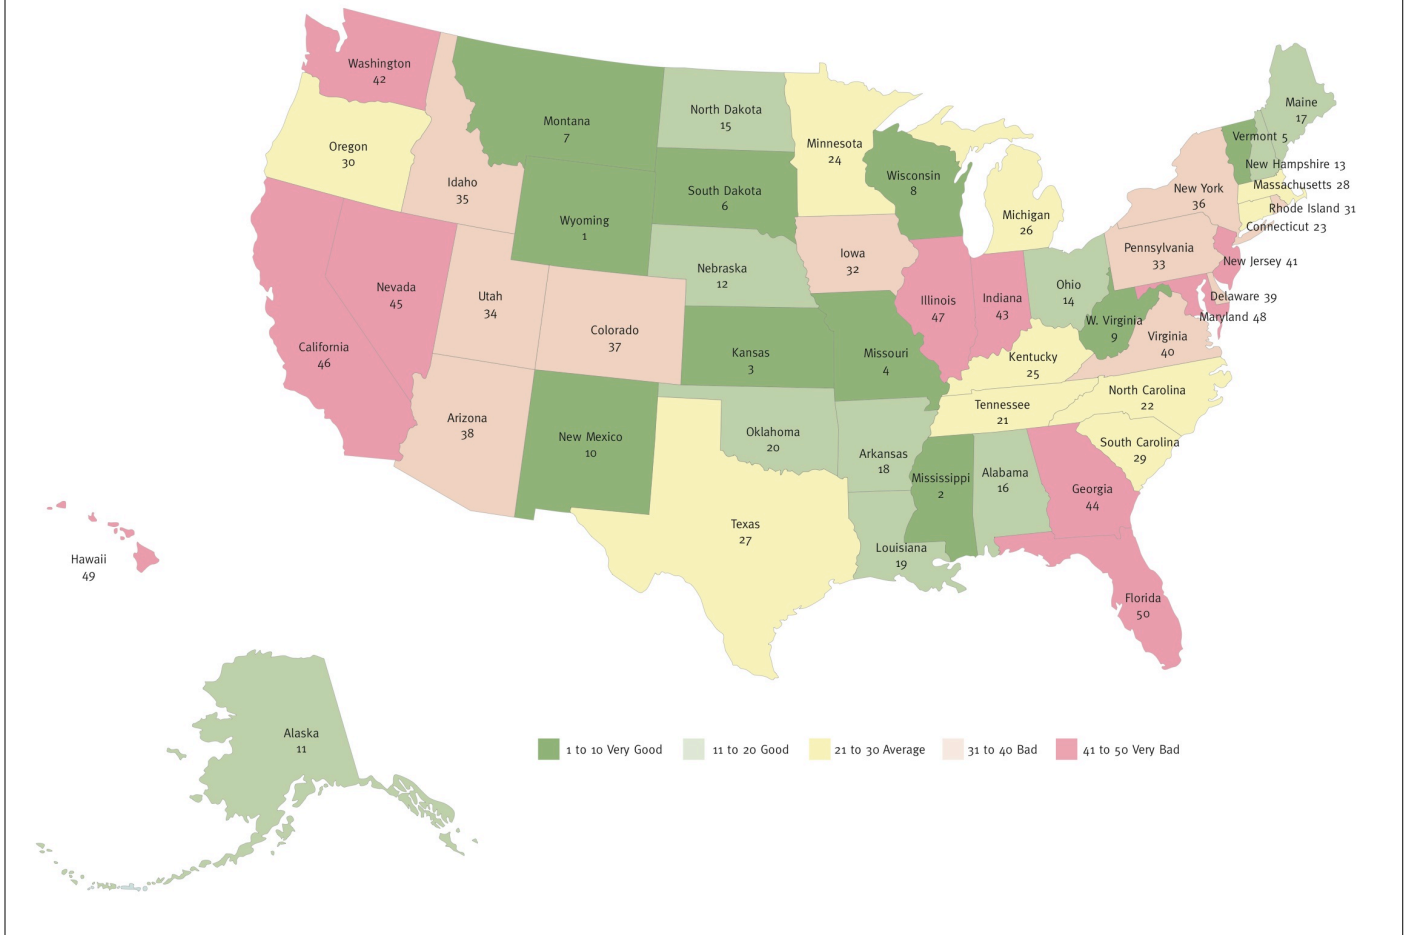 Washington
42
Montana
7
North Dakota
15
Minnesota
24
Maine
17
Vermont 5
New Hampshire 13
Oregon
30
Idaho
35
South Dakota
6
Wisconsin
8
Massachusetts 28
New York
36
Rhode Island 31
Connecticut 23
Wyoming
1
Michigan
26
Pennsylvania
33
New Jersey 41
Iowa
32
Nebraska
12
Ohio
14
Nevada
45
Utah
34
Illinois
47
Indiana
43
Delaware 39
Maryland 48
Colorado
37
W. Virginia
9
Virginia
40
California
46
Kansas
3
Missouri
4
Kentucky
25
North Carolina
22
Tennessee
21
Arizona
38
New Mexico
10
Oklahoma
20
Arkansas
18
South Carolina
29
Mississippi
2
Alabama
16
Georgia
44
Texas
27
Louisiana
19
Hawaii
49
Florida
50
Alaska
11
1 to 10 Very Good
11 to 20 Good
21 to 30 Average
31 to 40 Bad
41 to 50 Very Bad